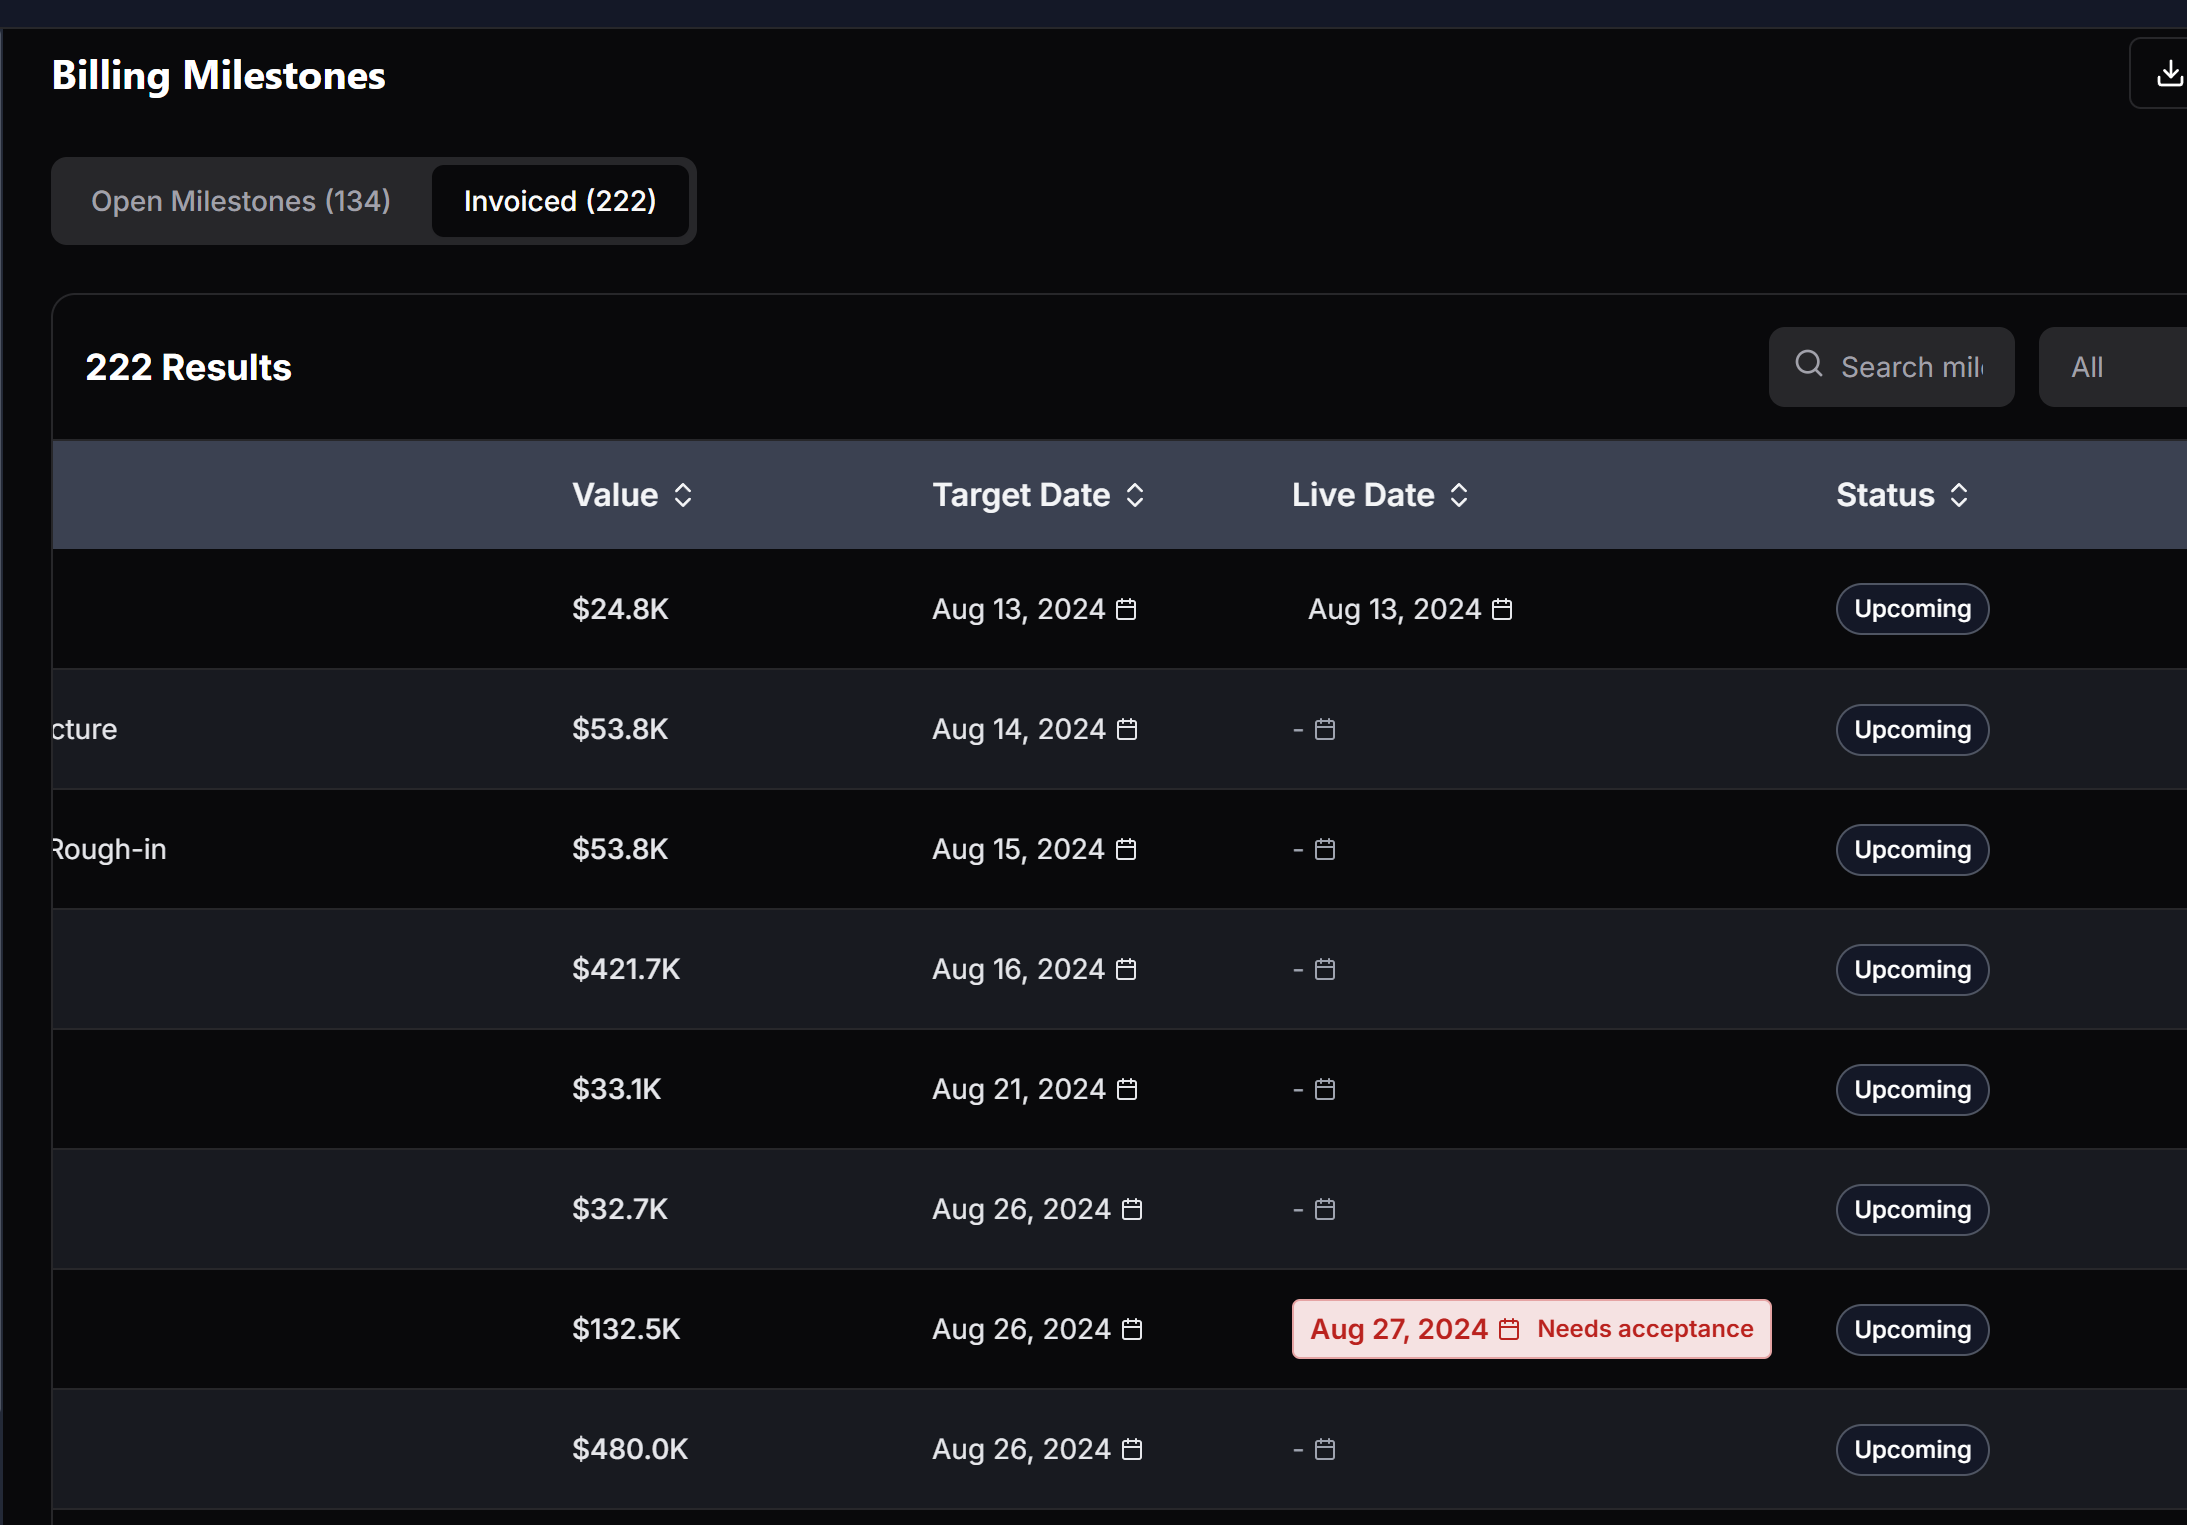 Billing Milestones
Open Milestones (134) Invoiced (222)
222 Results All
Search
Value Target Date Live Date Status
$24.8K Aug 13, 2024 Aug 13, 2024 Upcoming
cture $53.8K Aug 14, 2024 - Upcoming
Rough-in $53.8K Aug 15, 2024 - Upcoming
$421.7K Aug 16, 2024 - Upcoming
$33.1K Aug 21, 2024 - Upcoming
$32.7K Aug 26, 2024 - Upcoming
$132.5K Aug 26, 2024 Aug 27, 2024 Needs acceptance Upcoming
$480.0K Aug 26, 2024 - Upcoming